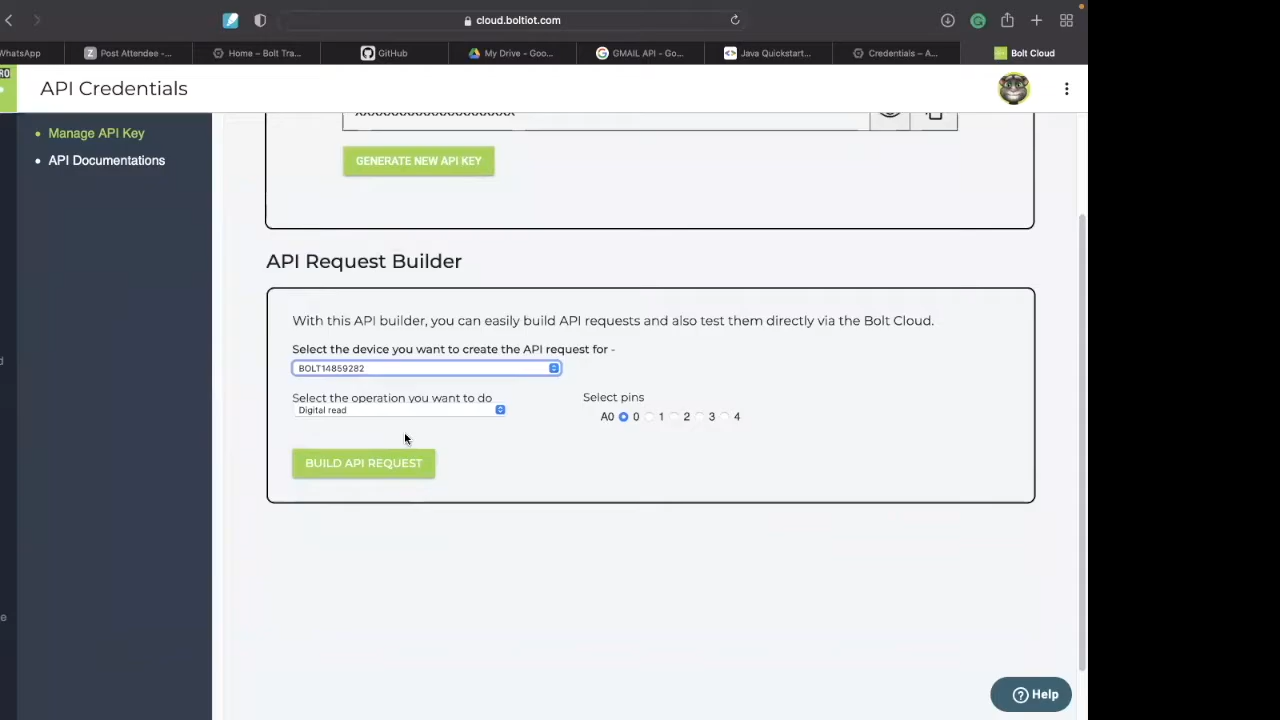 cloud.boltiot.com
WhatsApp
Post Attendee -...
Home – Bolt Tra...
GitHub
My Drive - Goo...
GMAIL API - Go...
Java Quickstart...
Credentials – A...
Bolt Cloud
API Credentials
Manage API Key
API Documentations
GENERATE NEW API KEY
API Request Builder
With this API builder, you can easily build API requests and also test them directly via the Bolt Cloud.
Select the device you want to create the API request for -
BOLT14859282
Select the operation you want to do
Select pins
Digital read
A0 0 1 2 3 4
BUILD API REQUEST
Help